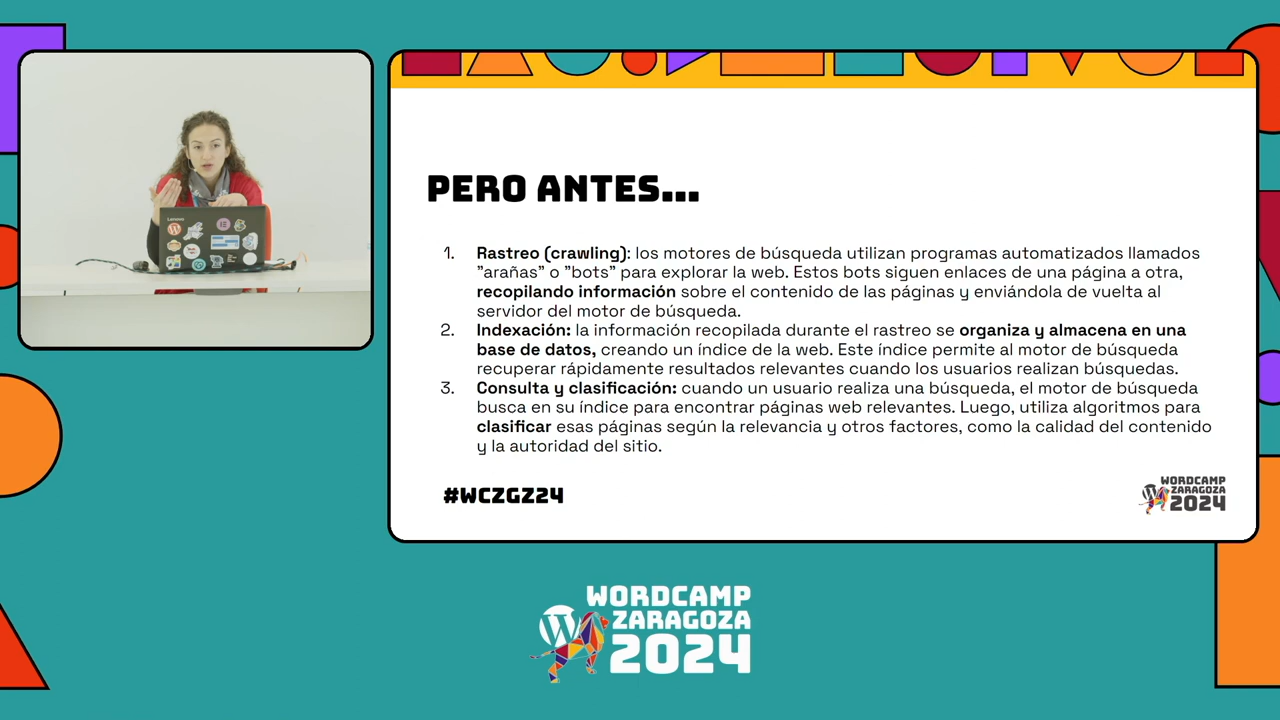 Lenovo
PERO ANTES...
1. Rastreo (crawling): los motores de búsqueda utilizan programas automatizados llamados
"arañas" o "bots" para explorar la web. Estos bots siguen enlaces de una página a otra,
recopilando información sobre el contenido de las páginas y enviándola de vuelta al
servidor del motor de búsqueda.
2. Indexación: la información recopilada durante el rastreo se organiza y almacena en una
base de datos, creando un índice de la web. Este índice permite al motor de búsqueda
recuperar rápidamente resultados relevantes cuando los usuarios realizan búsquedas.
3. Consulta y clasificación: cuando un usuario realiza una búsqueda, el motor de búsqueda
busca en su índice para encontrar páginas web relevantes. Luego, utiliza algoritmos para
clasificar esas páginas según la relevancia y otros factores, como la calidad del contenido
y la autoridad del sitio.
#WCZGZ24
WORDCAMP
ZARAGOZA
2024
WORDCAMP
ZARAGOZA
2024